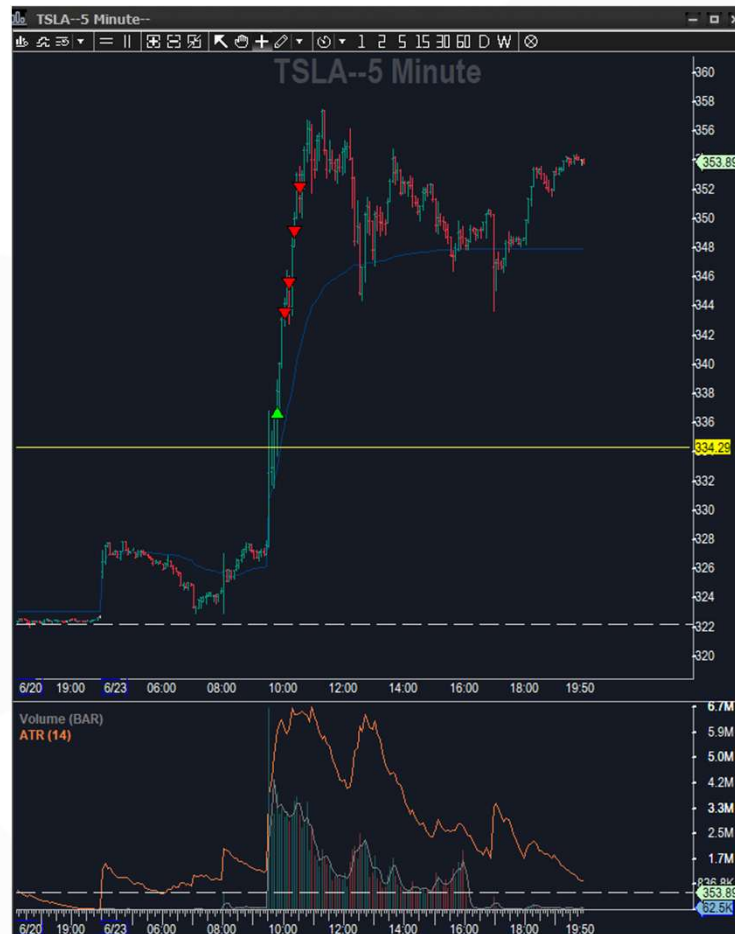 TSLA--5 Minute--
1 2 5 15 30 60 D W
TSLA--5 Minute
360
358
356
353.89
352
350
348
346
344
342
340
338
336
334.29
332
330
328
326
324
322
320
6/20 19:00 6/23 06:00 08:00 10:00 12:00 14:00 16:00 18:00 19:50
Volume (BAR)
ATR (14)
6.7M
5.9M
5.0M
4.2M
3.3M
2.5M
1.7M
353.89
62.5K
6/20 19:00 6/23 06:00 08:00 10:00 12:00 14:00 16:00 18:00 19:50